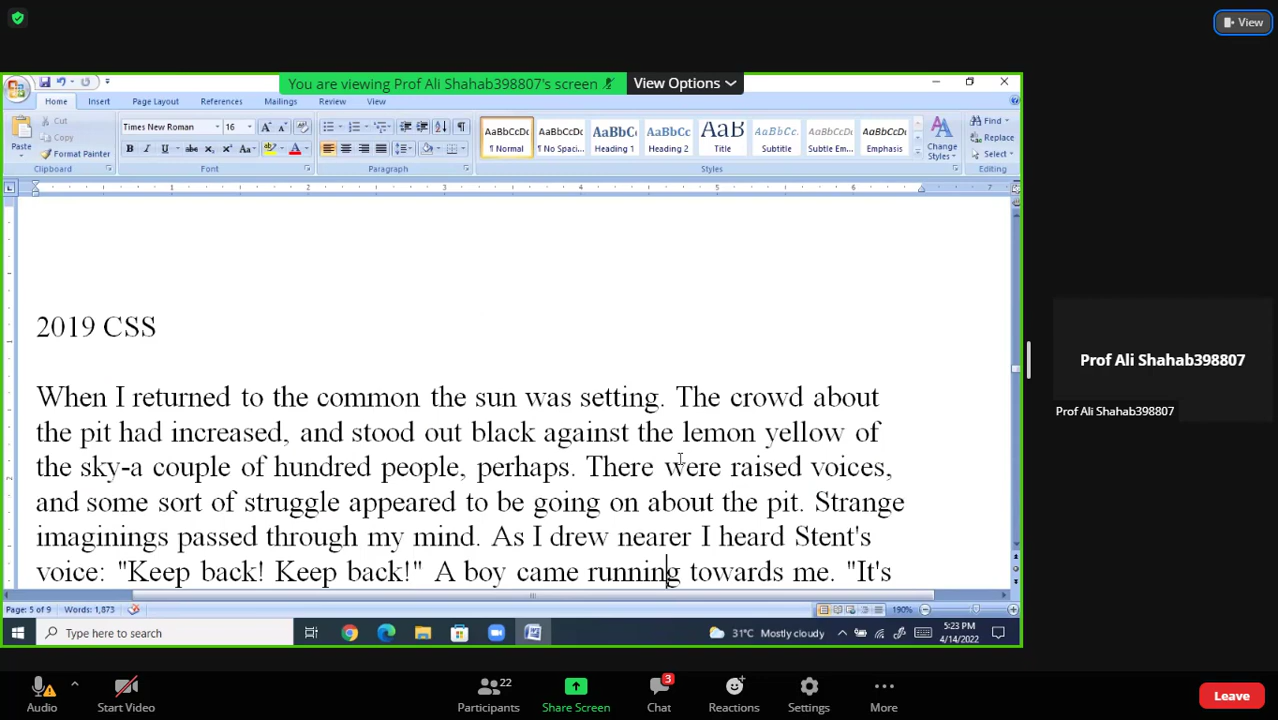 View
You are viewing Prof Ali Shahab398807's screen
View Options
Home Insert Page Layout References Mailings Review View
Paste
Cut
Copy
Format Painter
Clipboard
Times New Roman 16
Font
Paragraph
AaBbCcDc AaBbCcDc AaBbCc AaBbCc AaB AaBbCc. AaBbCcDc AaBbCcDc
¶ Normal ¶ No Spaci... Heading 1 Heading 2 Title Subtitle Subtle Em... Emphasis
Change Styles
Styles
Find
Replace
Select
Editing
1 2 3 4 5 6 7
2019 CSS
When I returned to the common the sun was setting. The crowd about
the pit had increased, and stood out black against the lemon yellow of
the sky-a couple of hundred people, perhaps. There were raised voices,
and some sort of struggle appeared to be going on about the pit. Strange
imaginings passed through my mind. As I drew nearer I heard Stent's
voice: "Keep back! Keep back!" A boy came running towards me. "It's
Page: 5 of 9 Words: 1,873 190%
Type here to search 31°C Mostly cloudy 5:23 PM
4/14/2022
Prof Ali Shahab398807
Prof Ali Shahab398807
Audio Start Video Participants 22 Share Screen Chat 3 Reactions Settings More Leave